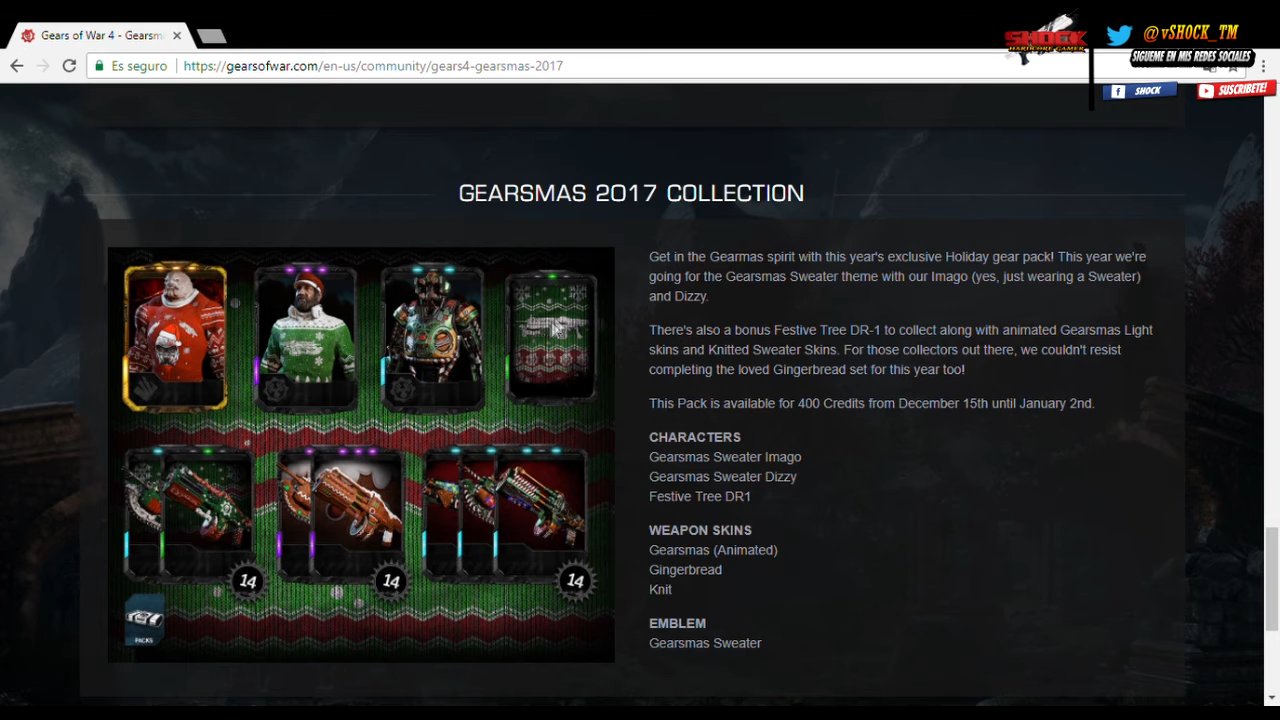 Gears of War 4 - Gearsm
SHOCK
HARDCORE GAMER
@vSHOCK_TM
SIGUEME EN MIS REDES SOCIALES
Es seguro https://gearsofwar.com/en-us/community/gears4-gearsmas-2017
f SHOCK
SUSCRIBETE!
GEARSMAS 2017 COLLECTION
Get in the Gearmas spirit with this year's exclusive Holiday gear pack! This year we're
going for the Gearsmas Sweater theme with our Imago (yes, just wearing a Sweater)
and Dizzy.
There's also a bonus Festive Tree DR-1 to collect along with animated Gearsmas Light
skins and Knitted Sweater Skins. For those collectors out there, we couldn't resist
completing the loved Gingerbread set for this year too!
This Pack is available for 400 Credits from December 15th until January 2nd.
CHARACTERS
Gearsmas Sweater Imago
Gearsmas Sweater Dizzy
Festive Tree DR1
WEAPON SKINS
Gearsmas (Animated)
Gingerbread
Knit
EMBLEM
Gearsmas Sweater
14
14
14
PACKS